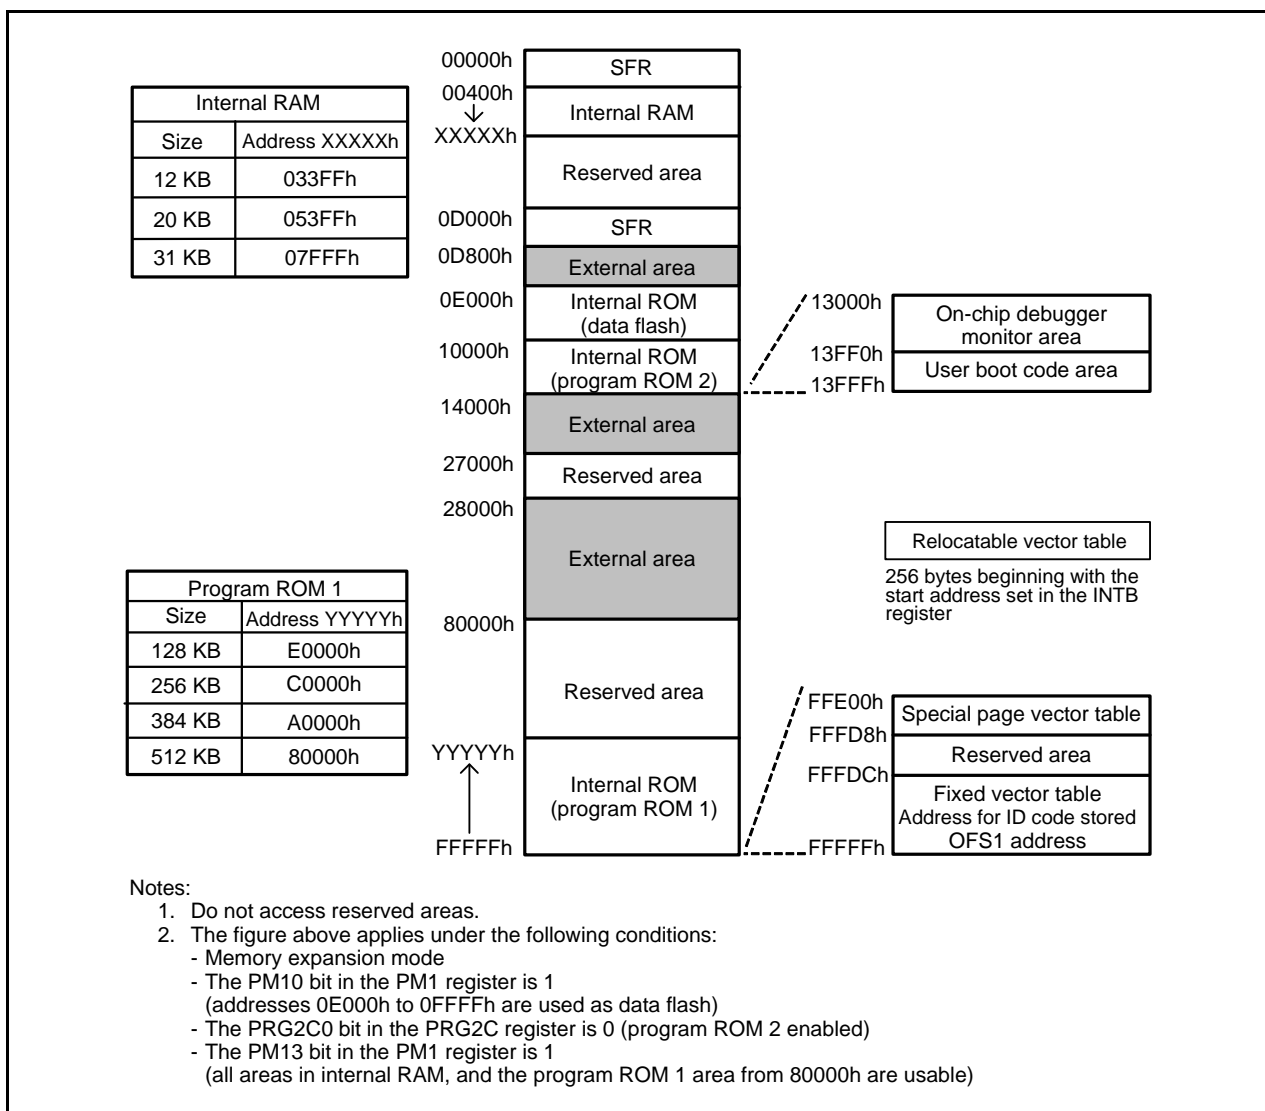 Internal RAM
Size Address XXXXXh
12 KB 033FFh
20 KB 053FFh
31 KB 07FFFh
Program ROM 1
Size Address YYYYYh
128 KB E0000h
256 KB C0000h
384 KB A0000h
512 KB 80000h
00000h
SFR
00400h
Internal RAM
XXXXXh
Reserved area
0D000h
SFR
0D800h
External area
0E000h
Internal ROM
(data flash)
10000h
Internal ROM
(program ROM 2)
14000h
External area
27000h
Reserved area
28000h
External area
80000h
Reserved area
YYYYYh
Internal ROM
(program ROM 1)
FFFFFh
13000h
On-chip debugger
monitor area
13FF0h
User boot code area
13FFFh
Relocatable vector table
256 bytes beginning with the
start address set in the INTB
register
FFE00h
Special page vector table
FFFD8h
Reserved area
FFFDCh
Fixed vector table
Address for ID code stored
OFS1 address
FFFFFh
Notes:
1. Do not access reserved areas.
2. The figure above applies under the following conditions:
- Memory expansion mode
- The PM10 bit in the PM1 register is 1
(addresses 0E000h to 0FFFFh are used as data flash)
- The PRG2C0 bit in the PRG2C register is 0 (program ROM 2 enabled)
- The PM13 bit in the PM1 register is 1
(all areas in internal RAM, and the program ROM 1 area from 80000h are usable)